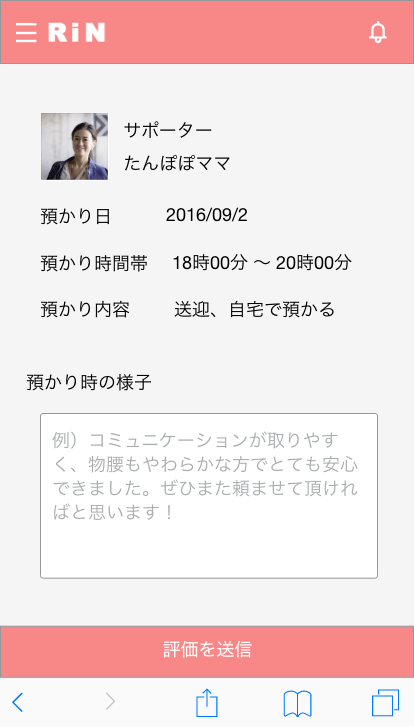 RiN
サポーター
たんぽぽママ
預かり日 2016/09/2
預かり時間帯 18時00分 〜 20時00分
預かり内容 送迎、自宅で預かる
預かり時の様子
例）コミュニケーションが取りやす
く、物腰もやわらかな方でとても安心
できました。ぜひまた頼ませて頂けれ
ばと思います！
評価を送信